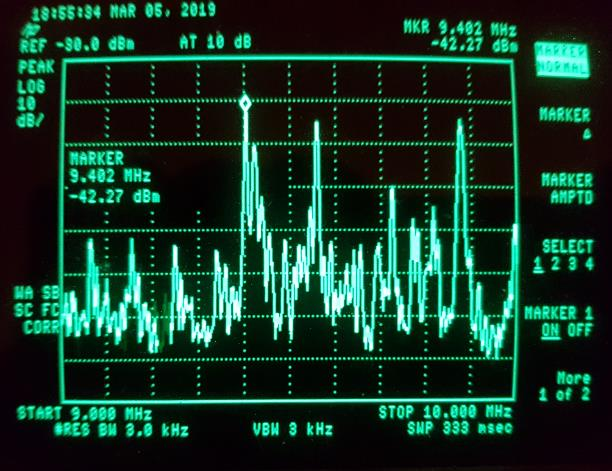 18:55:34 MAR 05, 2019
MKR 9.402 MHz
REF -30.0 dBm AT 10 dB -42.27 dBm
PEAK
LOG
10
dB/
MARKER
9.402 MHz
-42.27 dBm
WA SB
SC FC
CORR
START 9.000 MHz STOP 10.000 MHz
#RES BW 3.0 kHz VBW 3 kHz SWP 333 msec
MARKER
NORMAL
MARKER
Δ
MARKER
AMPTD
SELECT
1 2 3 4
MARKER 1
ON OFF
More
1 of 2